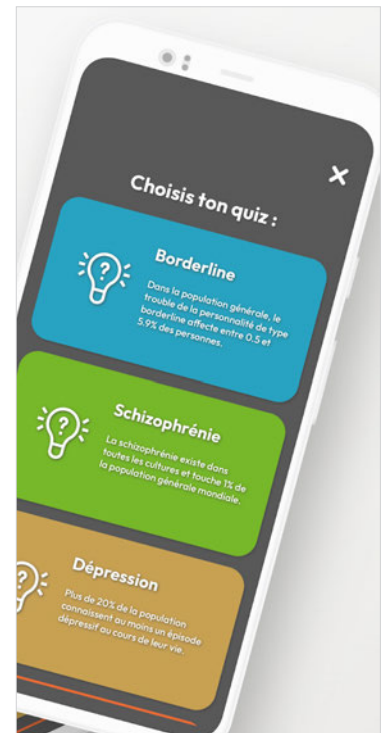 Choisis ton quiz :
Borderline
Dans la population générale, le
trouble de la personnalité de type
borderline affecte entre 0.5 et
5.9% des personnes.
Schizophrénie
La schizophrénie existe dans
toutes les cultures et touche 1% de
la population générale mondiale.
Dépression
Plus de 20% de la population
connaissent au moins un épisode
dépressif au cours de leur vie.